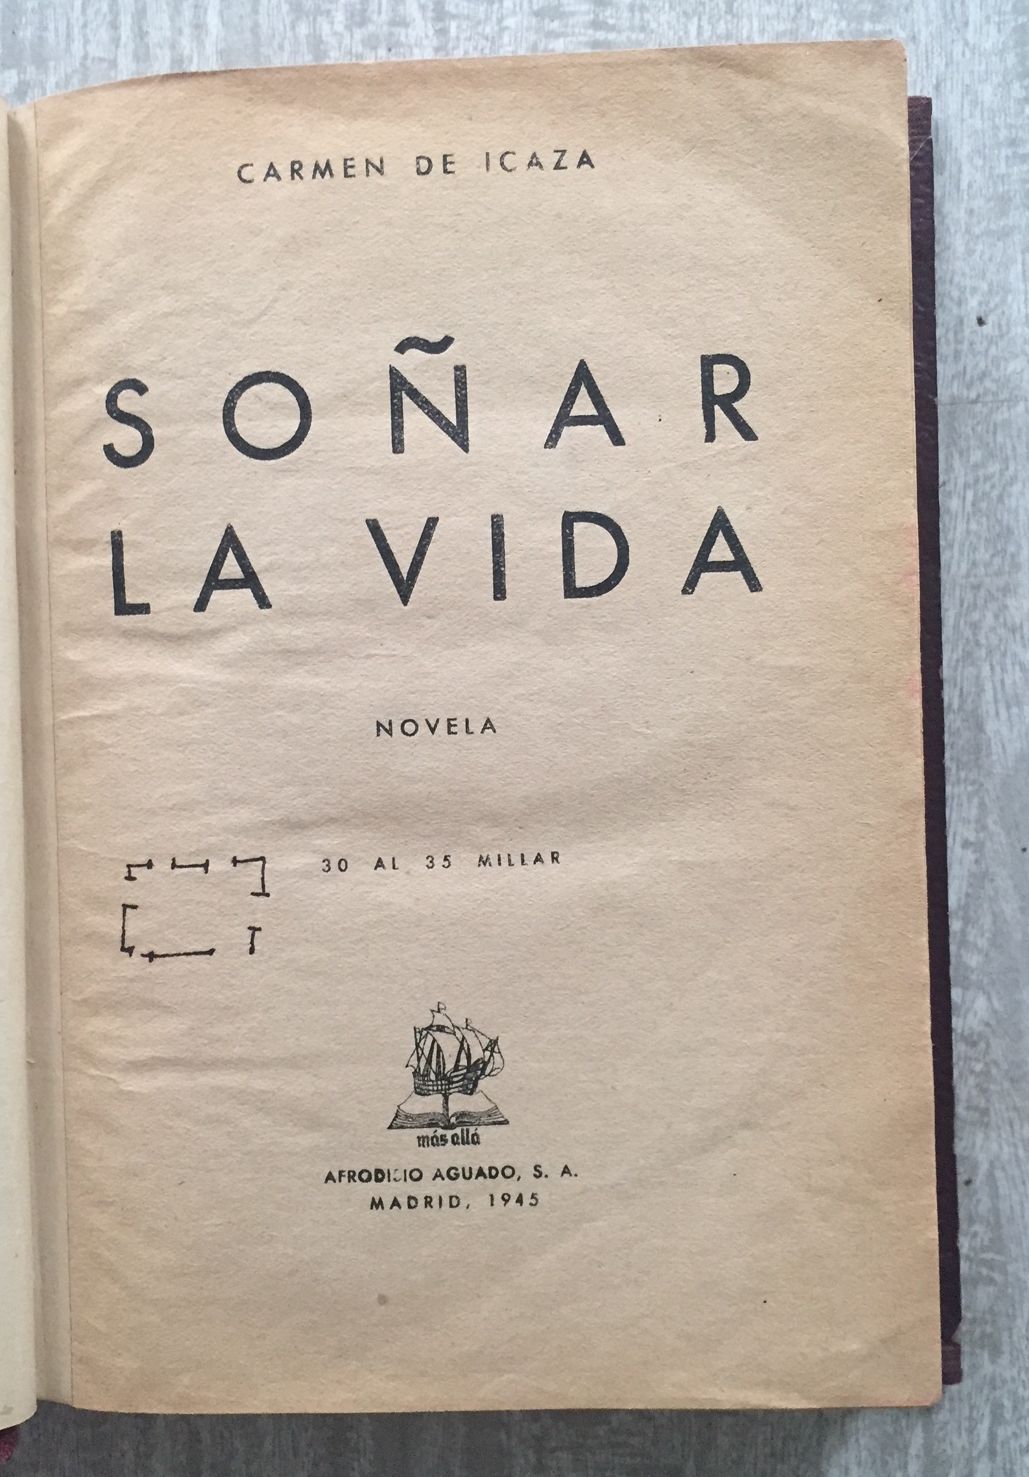 CARMEN DE ICAZA
SOÑAR
LA VIDA
NOVELA
30 AL 35 MILLAR
más allá
AFRODISIO AGUADO, S. A.
MADRID, 1945